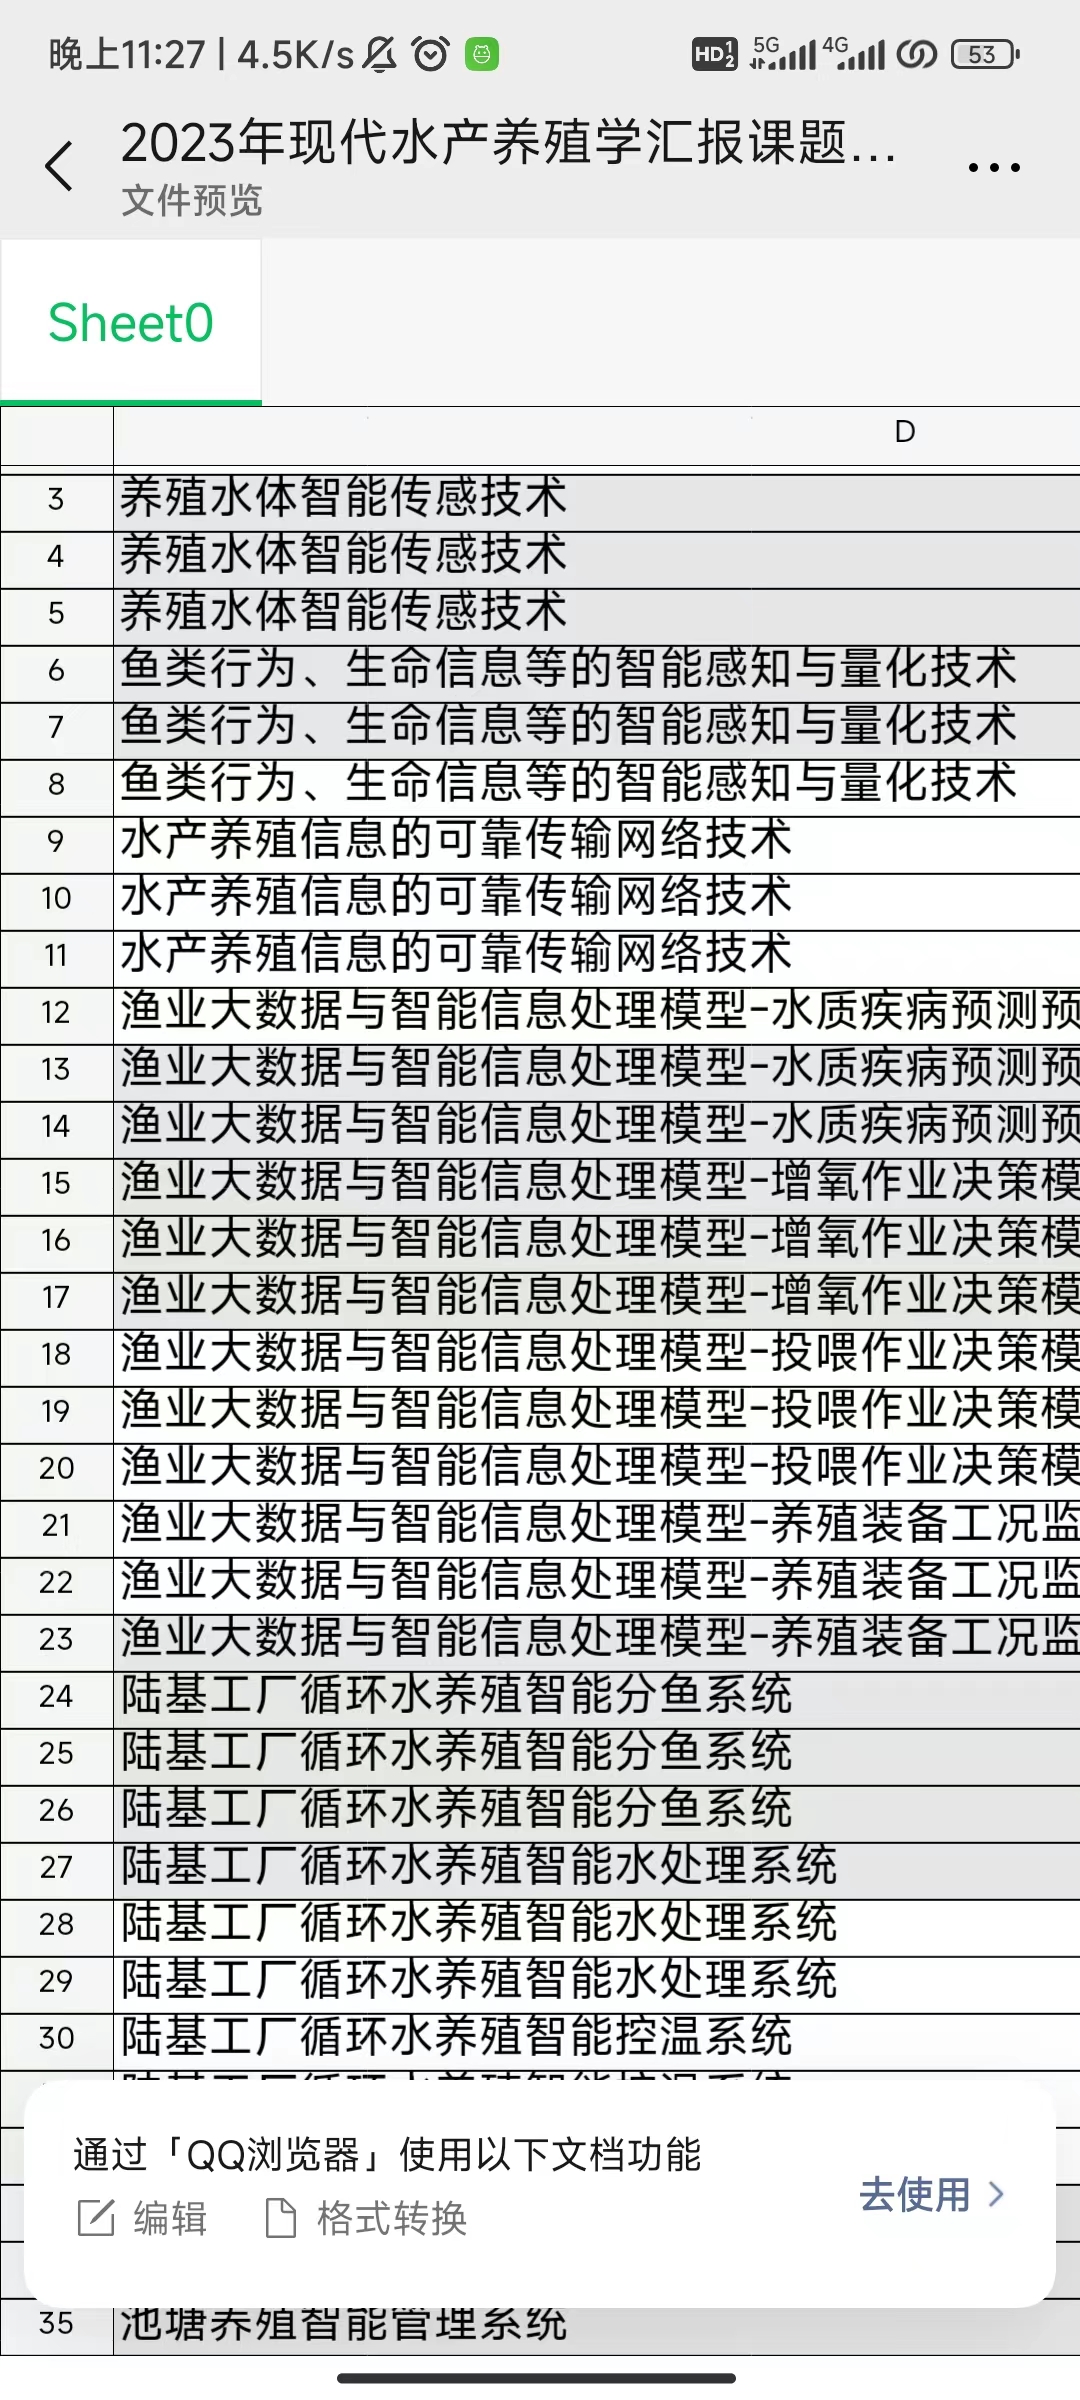 晚上11:27 | 4.5K/s
HD 1 2 5G 4G 53
2023年现代水产养殖学汇报课题...
文件预览
Sheet0
D
3 养殖水体智能传感技术
4 养殖水体智能传感技术
5 养殖水体智能传感技术
6 鱼类行为、生命信息等的智能感知与量化技术
7 鱼类行为、生命信息等的智能感知与量化技术
8 鱼类行为、生命信息等的智能感知与量化技术
9 水产养殖信息的可靠传输网络技术
10 水产养殖信息的可靠传输网络技术
11 水产养殖信息的可靠传输网络技术
12 渔业大数据与智能信息处理模型-水质疾病预测预
13 渔业大数据与智能信息处理模型-水质疾病预测预
14 渔业大数据与智能信息处理模型-水质疾病预测预
15 渔业大数据与智能信息处理模型-增氧作业决策模
16 渔业大数据与智能信息处理模型-增氧作业决策模
17 渔业大数据与智能信息处理模型-增氧作业决策模
18 渔业大数据与智能信息处理模型-投喂作业决策模
19 渔业大数据与智能信息处理模型-投喂作业决策模
20 渔业大数据与智能信息处理模型-投喂作业决策模
21 渔业大数据与智能信息处理模型-养殖装备工况监
22 渔业大数据与智能信息处理模型-养殖装备工况监
23 渔业大数据与智能信息处理模型-养殖装备工况监
24 陆基工厂循环水养殖智能分鱼系统
25 陆基工厂循环水养殖智能分鱼系统
26 陆基工厂循环水养殖智能分鱼系统
27 陆基工厂循环水养殖智能水处理系统
28 陆基工厂循环水养殖智能水处理系统
29 陆基工厂循环水养殖智能水处理系统
30 陆基工厂循环水养殖智能控温系统
通过「QQ浏览器」使用以下文档功能
编辑 格式转换
去使用
35 池塘养殖智能管理系统